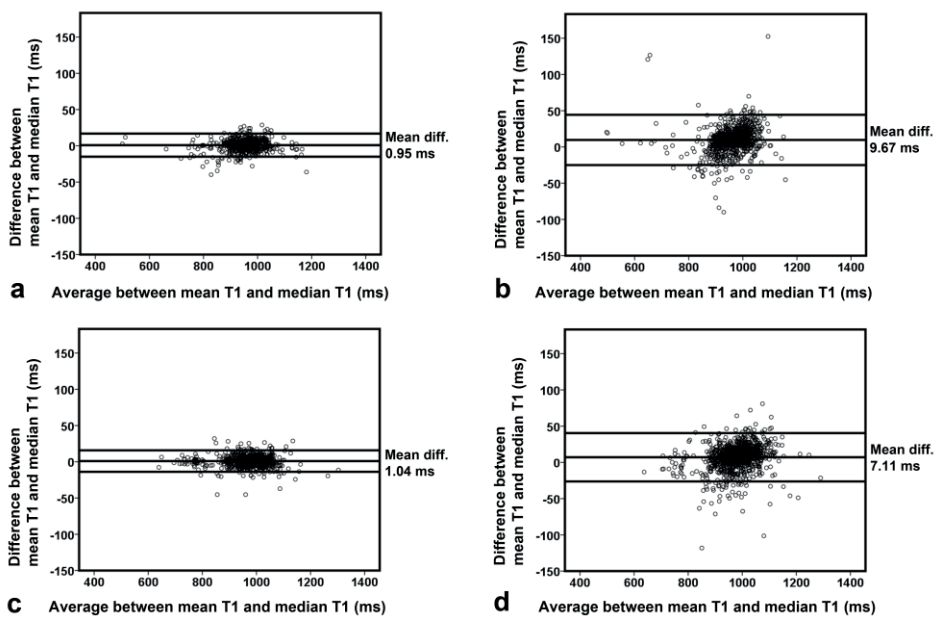 150
100
50
0
-50
-100
-150
400 600 800 1000 1200 1400
Difference between
mean T1 and median T1 (ms)
Mean diff.
0.95 ms
a
Average between mean T1 and median T1 (ms)
150
100
50
0
-50
-100
-150
400 600 800 1000 1200 1400
Difference between
mean T1 and median T1 (ms)
Mean diff.
9.67 ms
b
Average between mean T1 and median T1 (ms)
150
100
50
0
-50
-100
-150
400 600 800 1000 1200 1400
Difference between
mean T1 and median T1 (ms)
Mean diff.
1.04 ms
c
Average between mean T1 and median T1 (ms)
150
100
50
0
-50
-100
-150
400 600 800 1000 1200 1400
Difference between
mean T1 and median T1 (ms)
Mean diff.
7.11 ms
d
Average between mean T1 and median T1 (ms)